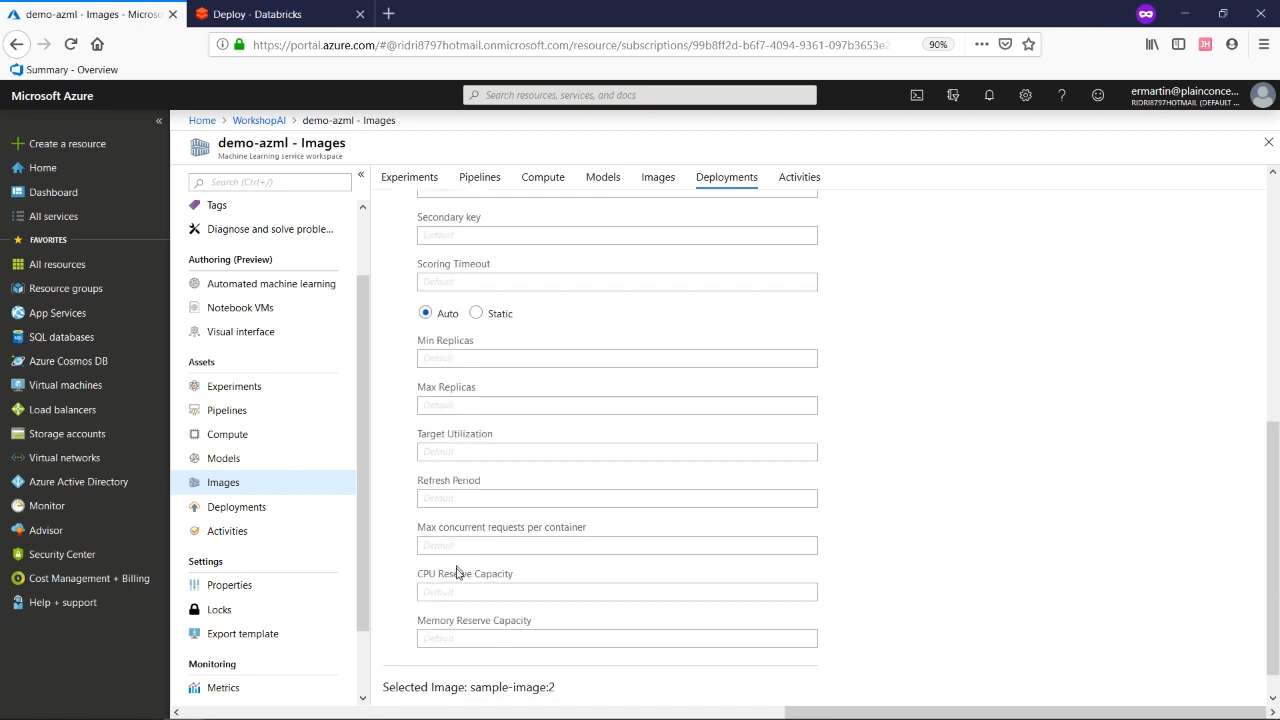 demo-azml - Images - Micros
Deploy - Databricks
https://portal.azure.com/#@ridri8797hotmail.onmicrosoft.com/resource/subscriptions/99b8ff2d-b6f7-4094-9361-097b3653e2
90%
JH
Summary - Overview
Microsoft Azure
Search resources, services, and docs
ermartin@plainconce...
RIDRI8797HOTMAIL (DEFAULT ...
Create a resource
Home
Dashboard
All services
FAVORITES
All resources
Resource groups
App Services
SQL databases
Azure Cosmos DB
Virtual machines
Load balancers
Storage accounts
Virtual networks
Azure Active Directory
Monitor
Advisor
Security Center
Cost Management + Billing
Help + support
Home > WorkshopAI > demo-azml - Images
demo-azml - Images
Machine Learning service workspace
Search (Ctrl+/)
Tags
Diagnose and solve proble...
Authoring (Preview)
Automated machine learning
Notebook VMs
Visual interface
Assets
Experiments
Pipelines
Compute
Models
Images
Deployments
Activities
Settings
Properties
Locks
Export template
Monitoring
Metrics
Experiments Pipelines Compute Models Images Deployments Activities
Secondary key
Default
Scoring Timeout
Default
Auto Static
Min Replicas
Default
Max Replicas
Default
Target Utilization
Default
Refresh Period
Default
Max concurrent requests per container
Default
CPU Reserve Capacity
Default
Memory Reserve Capacity
Default
Selected Image: sample-image:2